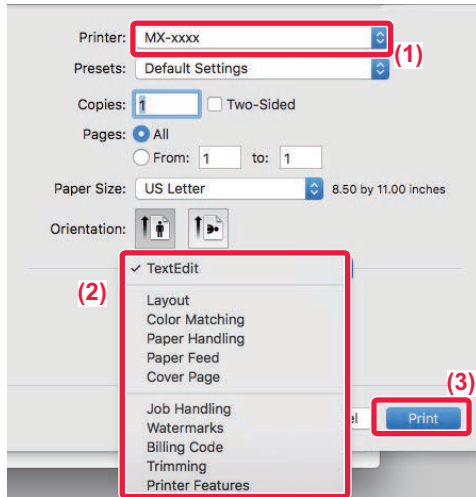 Printer: MX-xxxx
(1)
Presets: Default Settings
Copies: 1 Two-Sided
Pages: All
From: 1 to: 1
Paper Size: US Letter 8.50 by 11.00 inches
Orientation:
(2)
✓ TextEdit
Layout
Color Matching
Paper Handling
Paper Feed
Cover Page
(3)
Job Handling
Watermarks
Billing Code
Trimming
Printer Features
Print